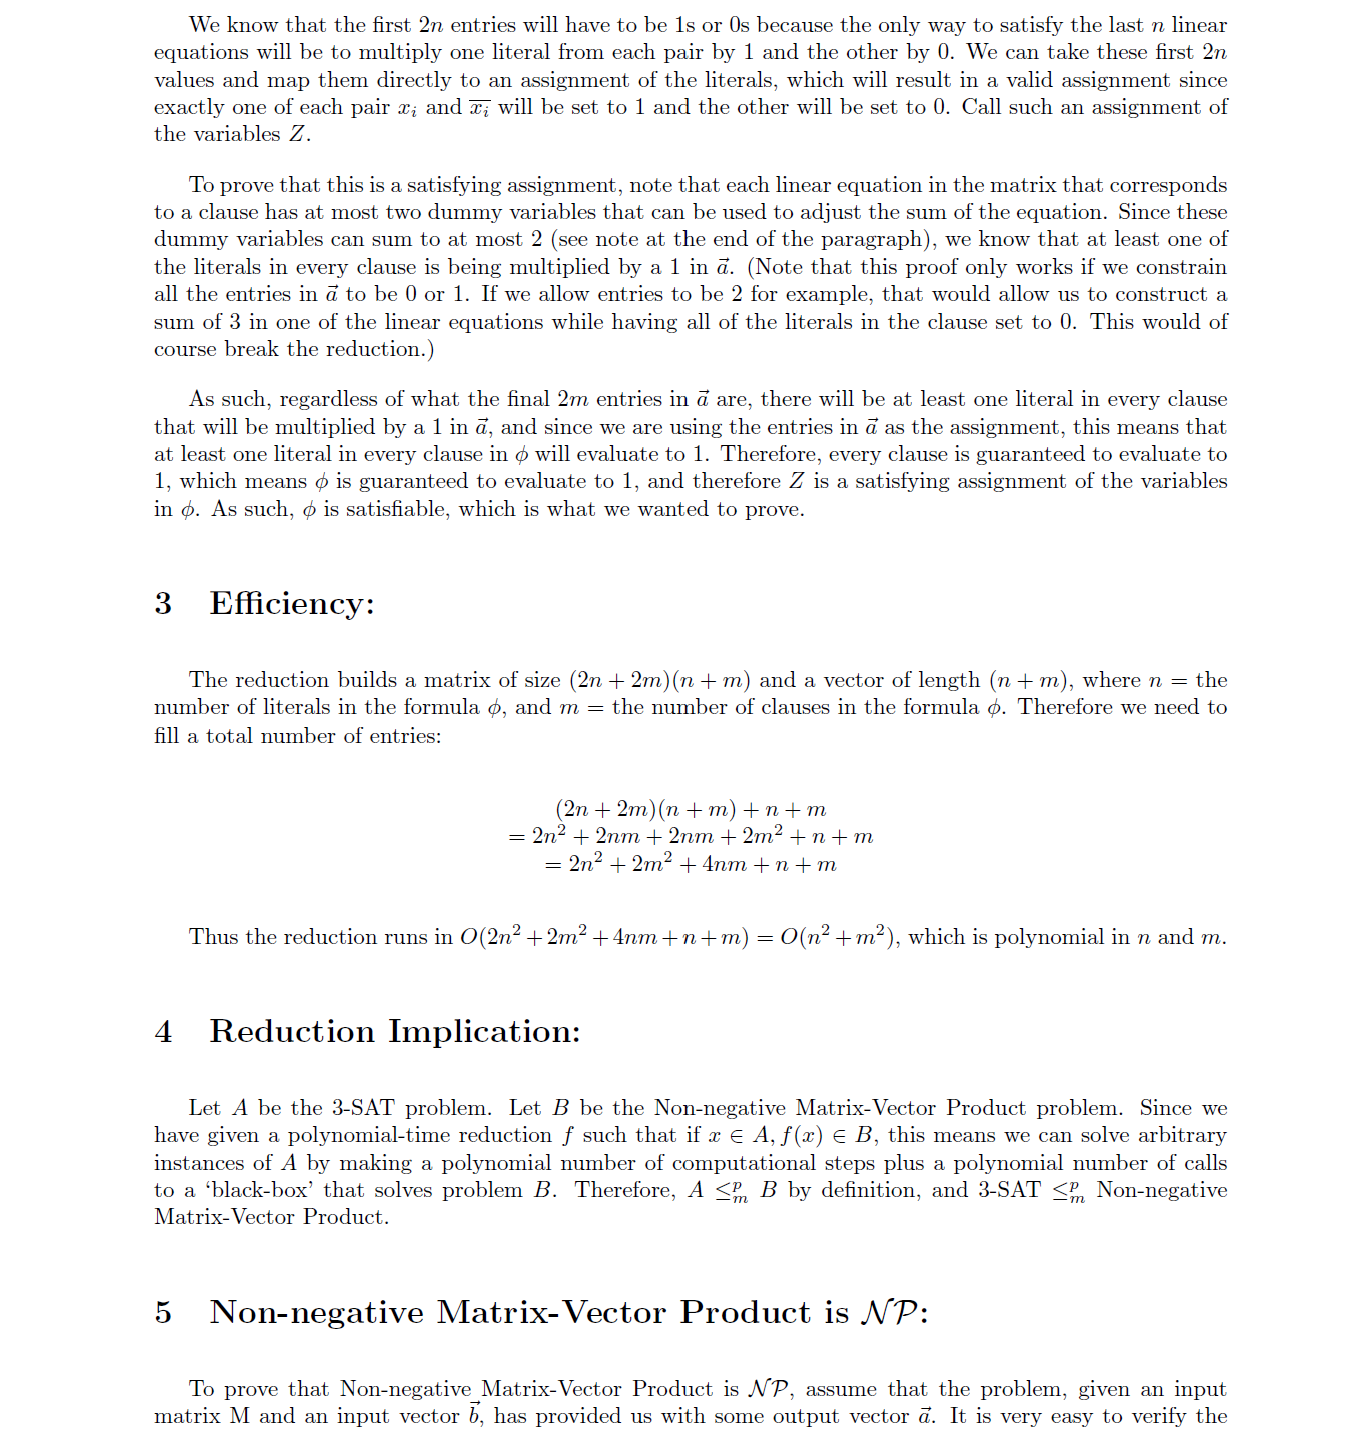 We know that the first 2n entries will have to be 1s or 0s because the only way to satisfy the last n linear
equations will be to multiply one literal from each pair by 1 and the other by 0. We can take these first 2n
values and map them directly to an assignment of the literals, which will result in a valid assignment since
exactly one of each pair $x_i$ and $\overline{x_i}$ will be set to 1 and the other will be set to 0. Call such an assignment of
the variables Z.
To prove that this is a satisfying assignment, note that each linear equation in the matrix that corresponds
to a clause has at most two dummy variables that can be used to adjust the sum of the equation. Since these
dummy variables can sum to at most 2 (see note at the end of the paragraph), we know that at least one of
the literals in every clause is being multiplied by a 1 in $\vec{a}$. (Note that this proof only works if we constrain
all the entries in $\vec{a}$ to be 0 or 1. If we allow entries to be 2 for example, that would allow us to construct a
sum of 3 in one of the linear equations while having all of the literals in the clause set to 0. This would of
course break the reduction.)
As such, regardless of what the final 2m entries in $\vec{a}$ are, there will be at least one literal in every clause
that will be multiplied by a 1 in $\vec{a}$, and since we are using the entries in $\vec{a}$ as the assignment, this means that
at least one literal in every clause in ϕ will evaluate to 1. Therefore, every clause is guaranteed to evaluate to
1, which means ϕ is guaranteed to evaluate to 1, and therefore Z is a satisfying assignment of the variables
in ϕ. As such, ϕ is satisfiable, which is what we wanted to prove.
3 Efficiency:
The reduction builds a matrix of size (2n + 2m)(n + m) and a vector of length (n + m), where n = the
number of literals in the formula ϕ, and m = the number of clauses in the formula ϕ. Therefore we need to
fill a total number of entries:
(2n + 2m)(n + m) + n + m
= 2n² + 2nm + 2nm + 2m² + n + m
= 2n² + 2m² + 4nm + n + m
Thus the reduction runs in O(2n² + 2m² + 4nm + n + m) = O(n² + m²), which is polynomial in n and m.
4 Reduction Implication:
Let A be the 3-SAT problem. Let B be the Non-negative Matrix-Vector Product problem. Since we
have given a polynomial-time reduction f such that if x ∈ A, f(x) ∈ B, this means we can solve arbitrary
instances of A by making a polynomial number of computational steps plus a polynomial number of calls
to a ‘black-box’ that solves problem B. Therefore, A $\leq_m^p$ B by definition, and 3-SAT $\leq_m^p$ Non-negative
Matrix-Vector Product.
5 Non-negative Matrix-Vector Product is $\mathcal{NP}$:
To prove that Non-negative Matrix-Vector Product is $\mathcal{NP}$, assume that the problem, given an input
matrix M and an input vector $\vec{b}$, has provided us with some output vector $\vec{a}$. It is very easy to verify the